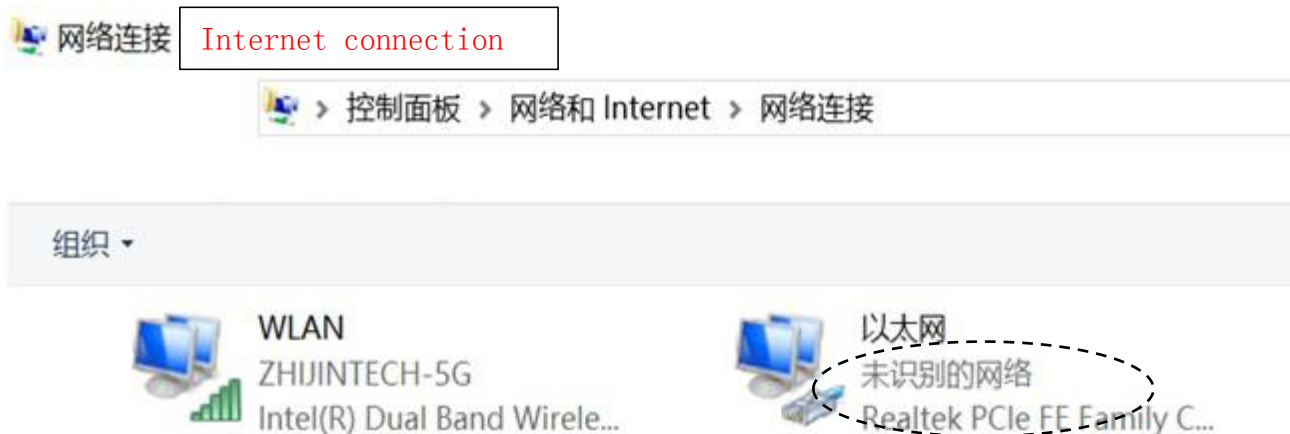 网络连接 Internet connection
> 控制面板 > 网络和 Internet > 网络连接
组织
WLAN
ZHIJINTECH-5G
Intel(R) Dual Band Wirele...
以太网
未识别的网络
Realtek PCIe FE Family C...